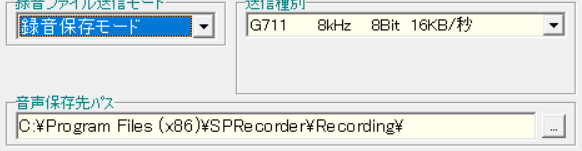 録音ファイル送信モード
送信種別
録音保存モード
G711 8kHz 8Bit 16KB/秒
音声保存先パス
C:¥Program Files (x86)¥SPRecorder¥Recording¥
...